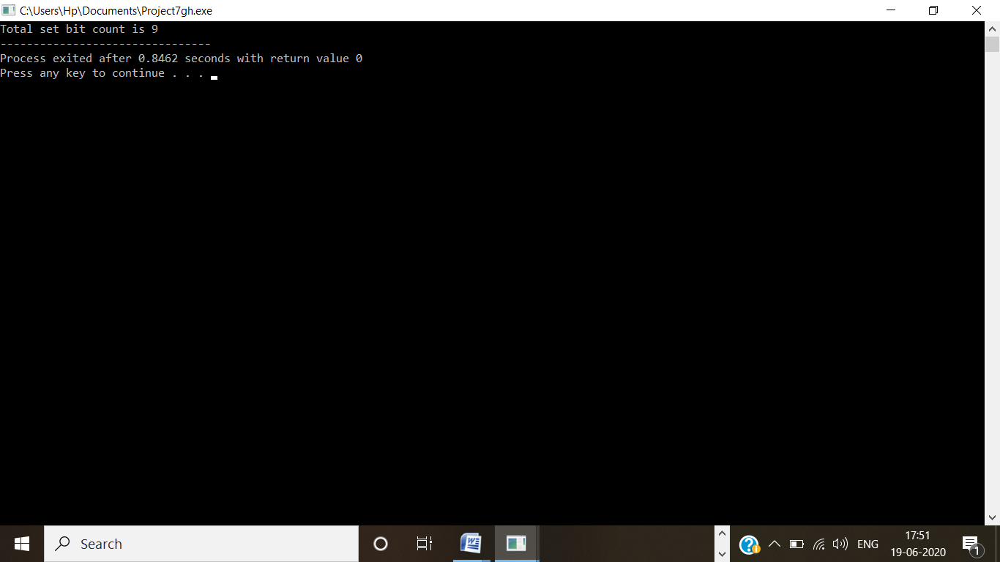 C:\Users\Hp\Documents\Project7gh.exe
Total set bit count is 9
--------------------------------
Process exited after 0.8462 seconds with return value 0
Press any key to continue . . .
Search
ENG
17:51
19-06-2020
1